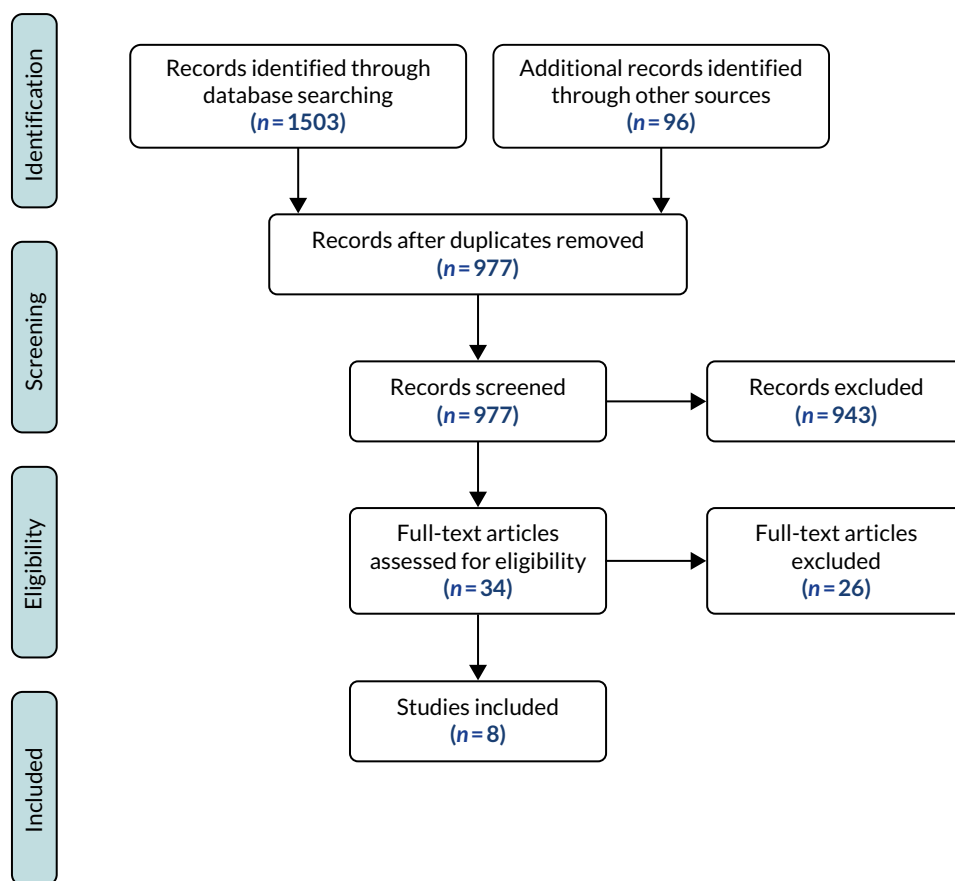 Identification
Records identified through
database searching
(n = 1503)
Additional records identified
through other sources
(n = 96)
Records after duplicates removed
(n = 977)
Screening
Records screened
(n = 977)
Records excluded
(n = 943)
Eligibility
Full-text articles
assessed for eligibility
(n = 34)
Full-text articles
excluded
(n = 26)
Included
Studies included
(n = 8)